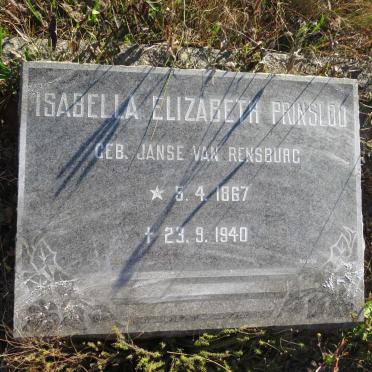 ISABELLA ELIZABETH PRINSLOO
GEB. JANSE VAN RENSBURG
★ 5. 4. 1867
✝ 23. 9. 1940